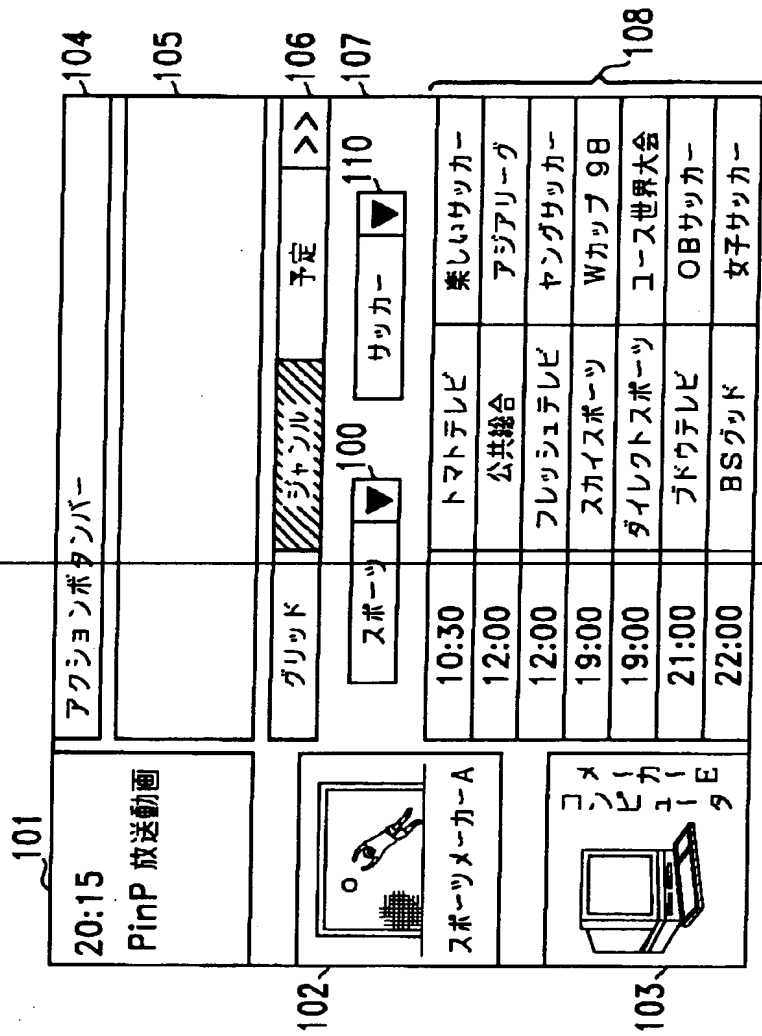 101
20:15
PinP 放送動画
102
スポーツメーカーA
103
コンピュータ
メーカーE
アクションボタンバー
104
105
グリッド
ジャンル
予定
>>
106
107
スポーツ ▼
100
サッカー ▼
110
10:30 トマトテレビ 楽しいサッカー
12:00 公共総合 アジアリーグ
12:00 フレッシュテレビ ヤングサッカー
19:00 スカイスポーツ Wカップ 98
19:00 ダイレクトスポーツ ユース世界大会
21:00 ブドウテレビ OBサッカー
22:00 BSグッド 女子サッカー
108